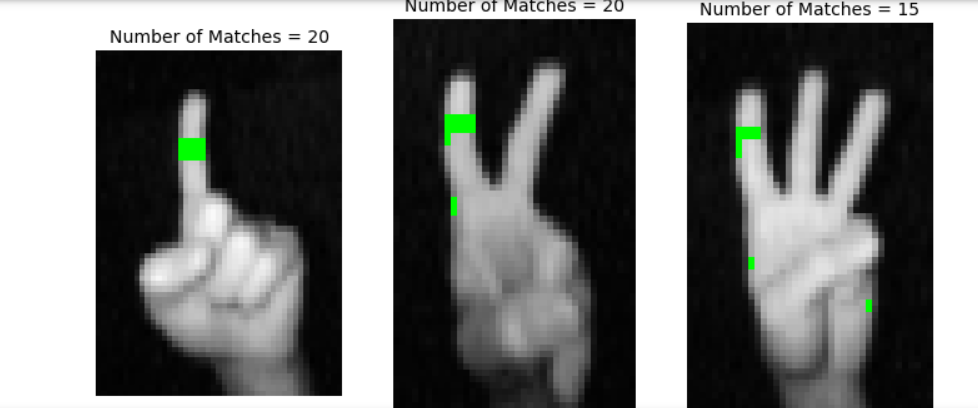 Number of Matches = 20
Number of Matches = 20
Number of Matches = 15